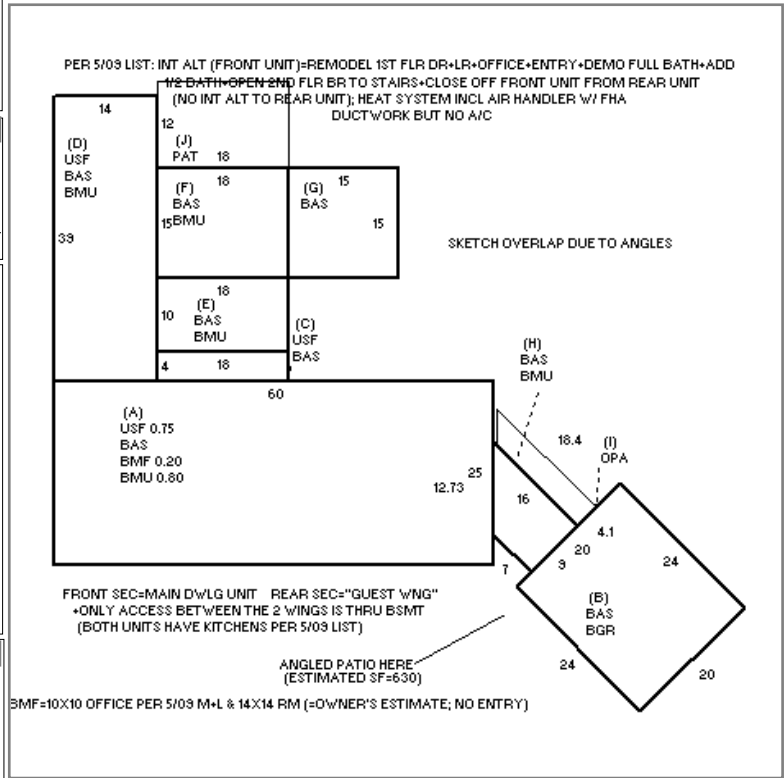 PER 5/09 LIST: INT ALT (FRONT UNIT)=REMODEL 1ST FLR DR+LR+OFFICE+ENTRY+DEMO FULL BATH+ADD
1/2 BATH+OPEN 2ND FLR BR TO STAIRS+CLOSE OFF FRONT UNIT FROM REAR UNIT
(NO INT ALT TO REAR UNIT); HEAT SYSTEM INCL AIR HANDLER W/ FHA
DUCTWORK BUT NO A/C
14
(D)
USF
BAS
BMU
39
12
(J)
PAT 18
18
(F)
BAS
BMU
15
(G)
BAS
15
15
SKETCH OVERLAP DUE TO ANGLES
18
(E)
BAS
BMU
10
(C)
USF
BAS
4
18
60
(A)
USF 0.75
BAS
BMF 0.20
BMU 0.80
25
12.73
(H)
BAS
BMU
18.4
(I)
OPA
16
4.1
20
9
7
24
(B)
BAS
BGR
24
20
FRONT SEC=MAIN DWLG UNIT REAR SEC="GUEST WNG"
+ONLY ACCESS BETWEEN THE 2 WINGS IS THRU BSMT
(BOTH UNITS HAVE KITCHENS PER 5/09 LIST)
ANGLED PATIO HERE
(ESTIMATED SF=630)
BMF=10X10 OFFICE PER 5/09 M+L & 14X14 RM (=OWNER'S ESTIMATE; NO ENTRY)